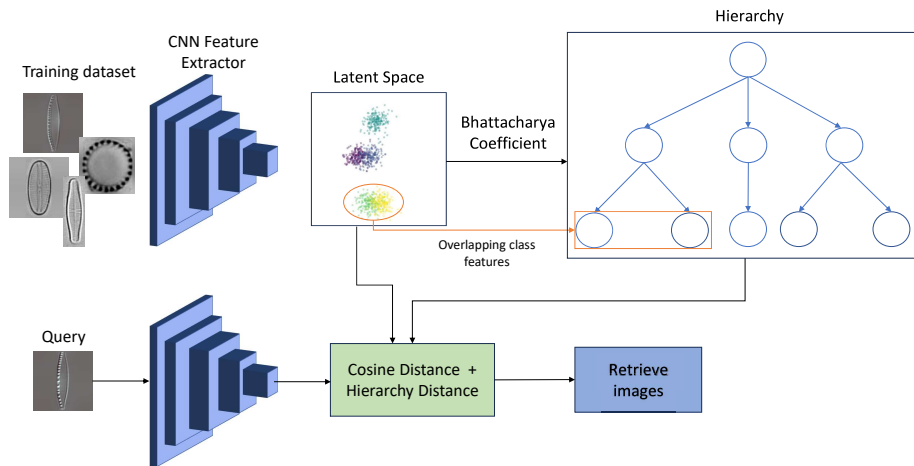 Hierarchy
CNN Feature
Extractor
Training dataset
Latent Space
Bhattacharya
Coefficient
Overlapping class
features
Query
Cosine Distance +
Hierarchy Distance
Retrieve
images